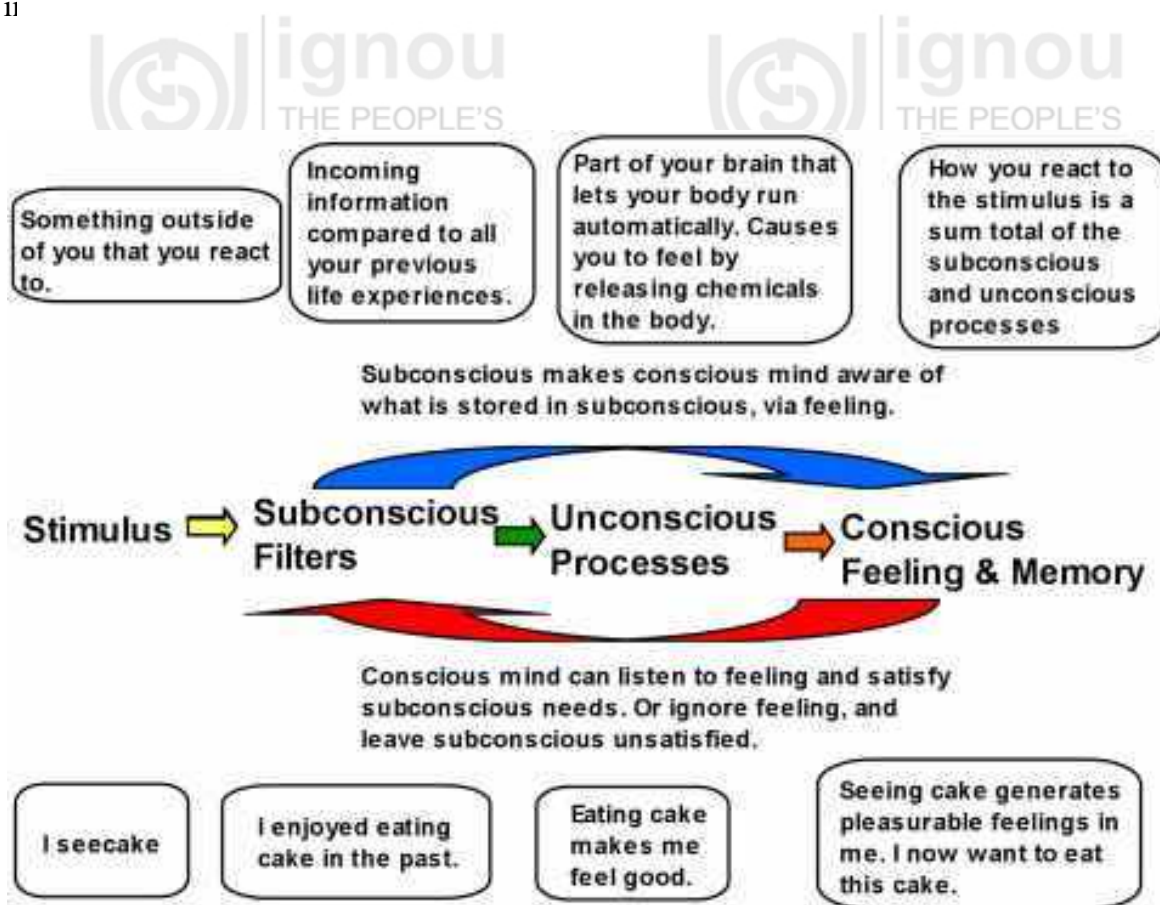 11
ignou
THE PEOPLE'S
ignou
THE PEOPLE'S
Something outside
of you that you react
to.
Incoming
information
compared to all
your previous
life experiences.
Part of your brain that
lets your body run
automatically. Causes
you to feel by
releasing chemicals
in the body.
How you react to
the stimulus is a
sum total of the
subconscious
and unconscious
processes
Subconscious makes conscious mind aware of
what is stored in subconscious, via feeling.
Stimulus
Subconscious
Filters
Unconscious
Processes
Conscious
Feeling & Memory
Conscious mind can listen to feeling and satisfy
subconscious needs. Or ignore feeling, and
leave subconscious unsatisfied.
I seecake
I enjoyed eating
cake in the past.
Eating cake
makes me
feel good.
Seeing cake generates
pleasurable feelings in
me. I now want to eat
this cake.